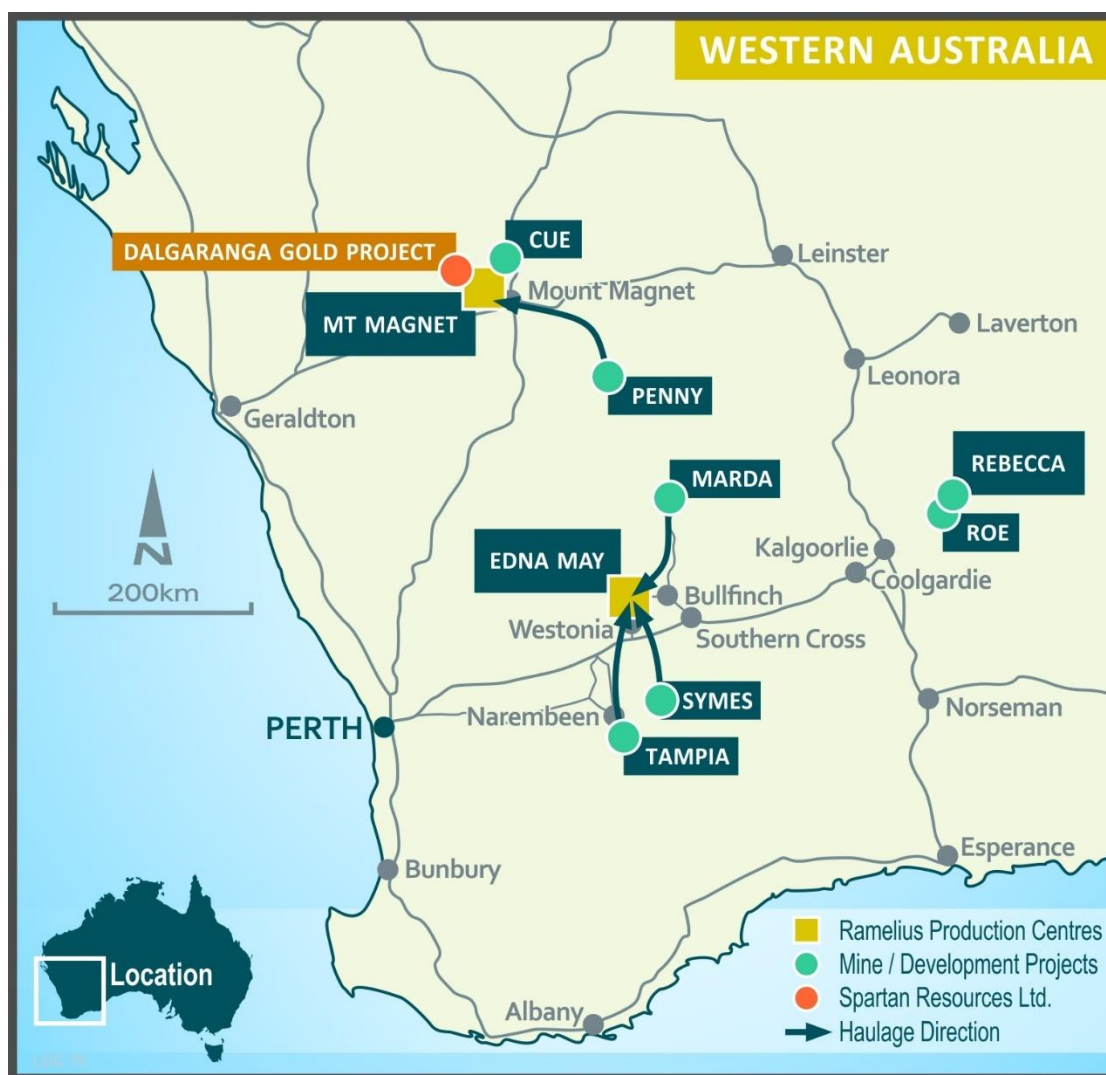 WESTERN AUSTRALIA
DALGARANGA GOLD PROJECT
CUE
Leinster
Mount Magnet
MT MAGNET
Laverton
Leonora
PENNY
Geraldton
REBECCA
MARDA
ROE
N
200km
Kalgoorlie
EDNA MAY
Coolgardie
Bullfinch
Westonia
Southern Cross
SYMES
Narembeen
Norseman
PERTH
TAMPIA
Esperance
Bunbury
Ramelius Production Centres
Mine / Development Projects
Location
Spartan Resources Ltd.
Albany
Haulage Direction